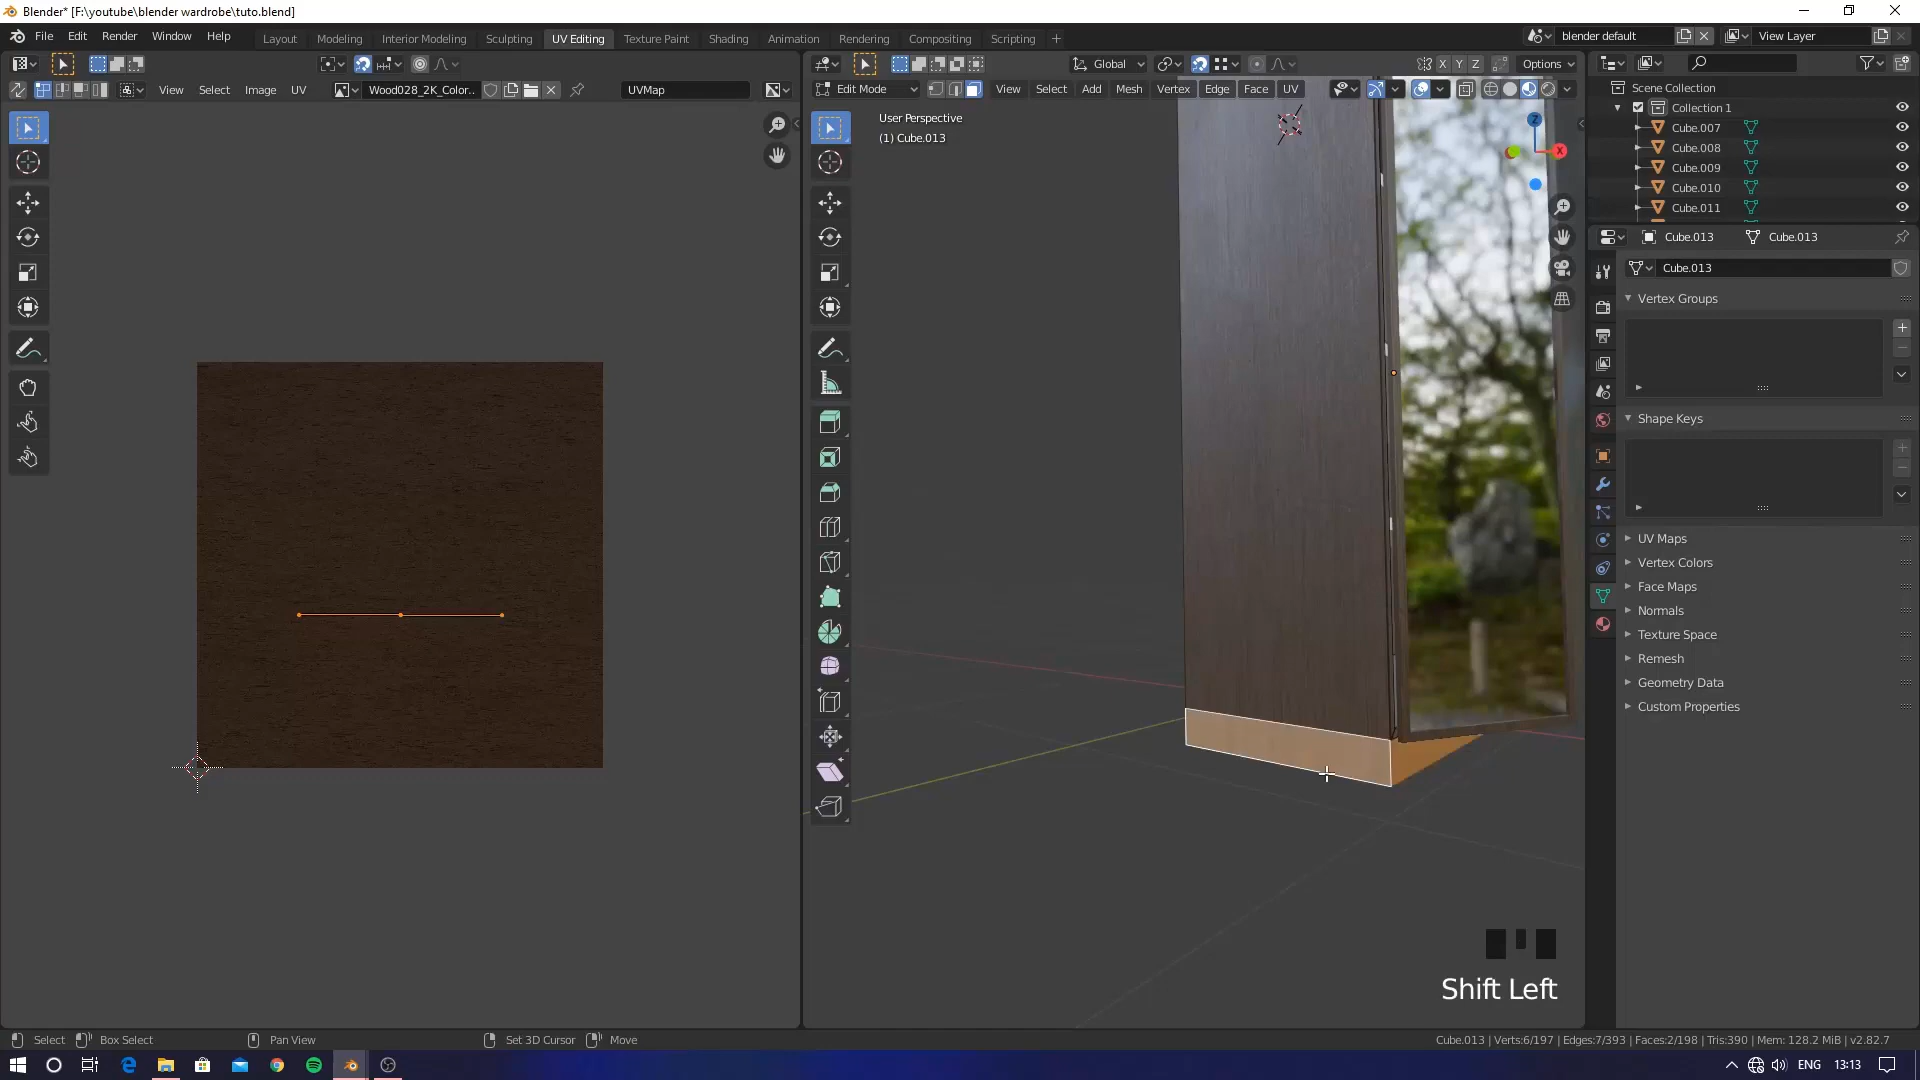 Blender* [F:\youtube\blender wardrobe\tuto.blend]
File Edit Render Window Help
Layout Modeling Interior Modeling Sculpting UV Editing Texture Paint Shading Animation Rendering Compositing Scripting +
blender default
View Layer
Global
X Y Z
Options
View Select Image UV
Wood028_2K_Color..
UVMap
Edit Mode
View Select Add Mesh Vertex Edge Face UV
User Perspective
(1) Cube.013
Z
X
Scene Collection
Collection 1
Cube.007
Cube.008
Cube.009
Cube.010
Cube.011
Cube.013
Cube.013
Cube.013
Vertex Groups
Shape Keys
UV Maps
Vertex Colors
Face Maps
Normals
Texture Space
Remesh
Geometry Data
Custom Properties
Shift Left
Select
Box Select
Pan View
Set 3D Cursor
Move
Cube.013 | Verts:6/197 | Edges:7/393 | Faces:2/198 | Tris:390 | Mem: 128.2 MiB | v2.82.7
ENG
13:13